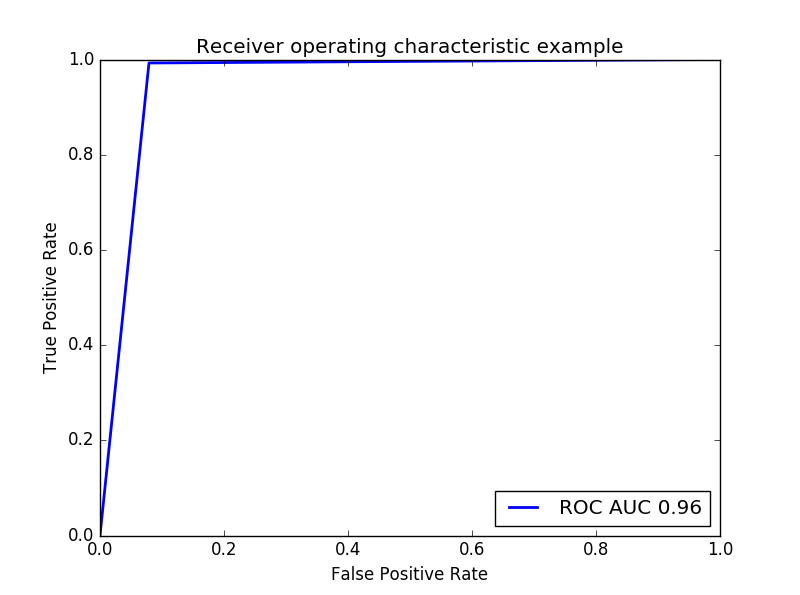 Receiver operating characteristic example
1.0
0.8
0.6
0.4
0.2
0.0
True Positive Rate
ROC AUC 0.96
0.0 0.2 0.4 0.6 0.8 1.0
False Positive Rate